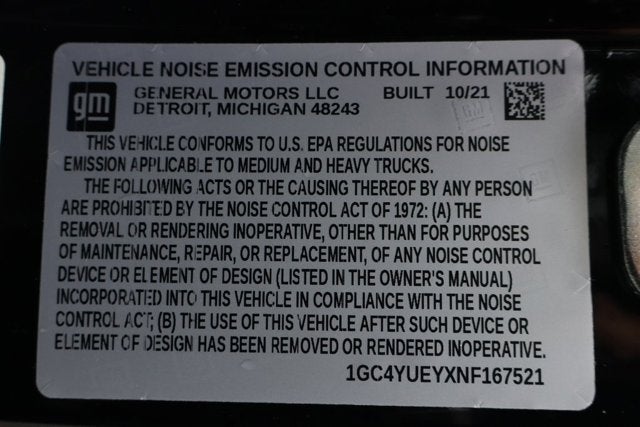 VEHICLE NOISE EMISSION CONTROL INFORMATION
gm GENERAL MOTORS LLC BUILT 10/21
DETROIT, MICHIGAN 48243
THIS VEHICLE CONFORMS TO U.S. EPA REGULATIONS FOR NOISE
EMISSION APPLICABLE TO MEDIUM AND HEAVY TRUCKS.
THE FOLLOWING ACTS OR THE CAUSING THEREOF BY ANY PERSON
ARE PROHIBITED BY THE NOISE CONTROL ACT OF 1972: (A) THE
REMOVAL OR RENDERING INOPERATIVE, OTHER THAN FOR PURPOSES
OF MAINTENANCE, REPAIR, OR REPLACEMENT, OF ANY NOISE CONTROL
DEVICE OR ELEMENT OF DESIGN (LISTED IN THE OWNER'S MANUAL)
INCORPORATED INTO THIS VEHICLE IN COMPLIANCE WITH THE NOISE
CONTROL ACT; (B) THE USE OF THIS VEHICLE AFTER SUCH DEVICE OR
ELEMENT OF DESIGN HAS BEEN REMOVED OR RENDERED INOPERATIVE.
1GC4YUEYXNF167521